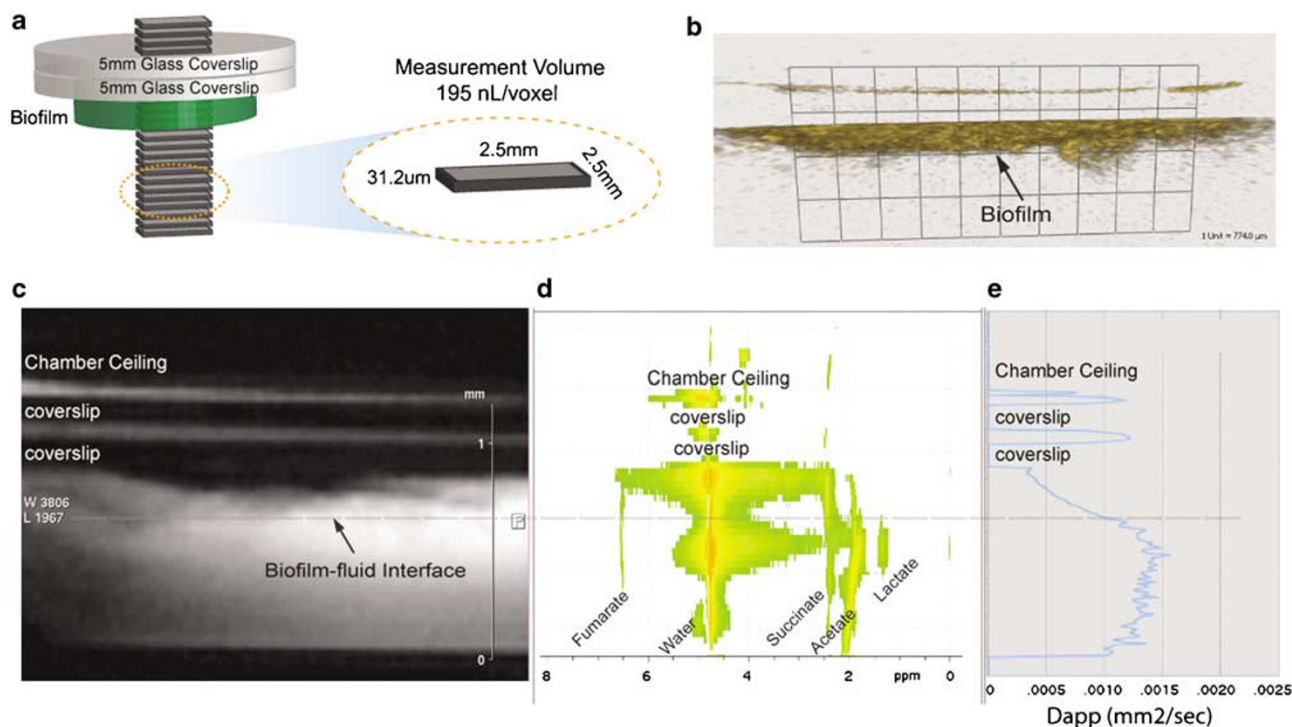 a
5mm Glass Coverslip
5mm Glass Coverslip
Biofilm
Measurement Volume
195 nL/voxel
2.5mm
2.5mm
31.2um
b
Biofilm
1 Unit = 774.0 µm
c
Chamber Ceiling
coverslip
coverslip
mm
1
W 3806
L 1967
F
Biofilm-fluid Interface
0
d
Chamber Ceiling
coverslip
coverslip
Fumarate
Water
Succinate
Acetate
Lactate
8 6 4 2 ppm 0
e
Chamber Ceiling
coverslip
coverslip
0 .0005 .0010 .0015 .0020 .0025
Dapp (mm2/sec)